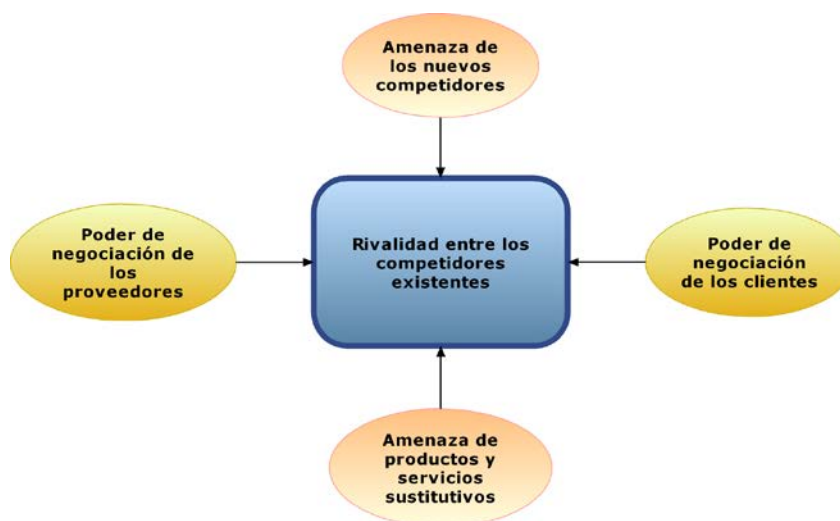 Amenaza de
los nuevos
competidores
Poder de
negociación de
los
proveedores
Rivalidad entre los
competidores
existentes
Poder de
negociación
de los clientes
Amenaza de
productos y
servicios
sustitutivos